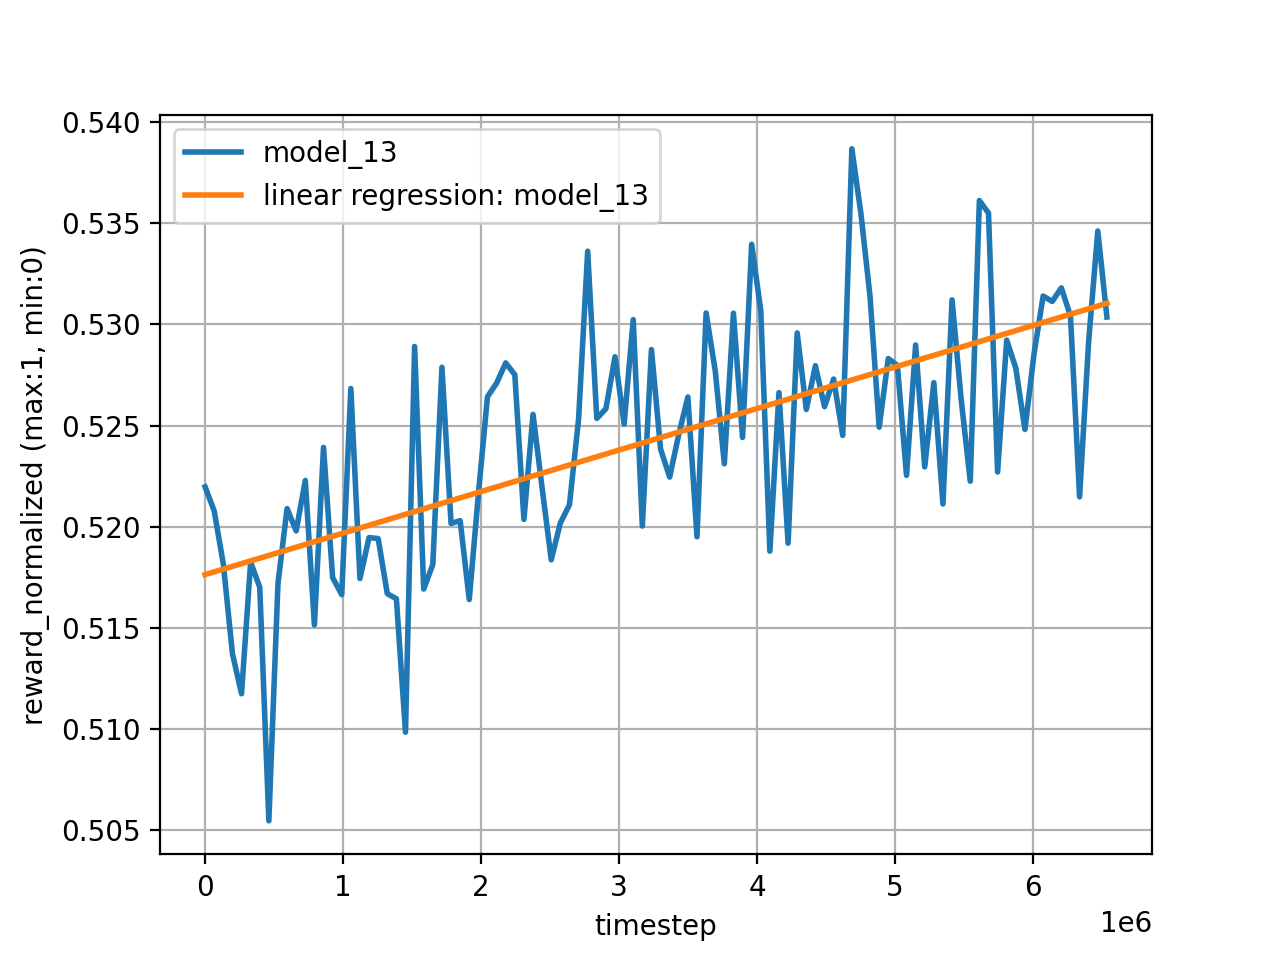 model_13
linear regression: model_13
reward_normalized (max:1, min:0)
0.540
0.535
0.530
0.525
0.520
0.515
0.510
0.505
0 1 2 3 4 5 6
1e6
timestep